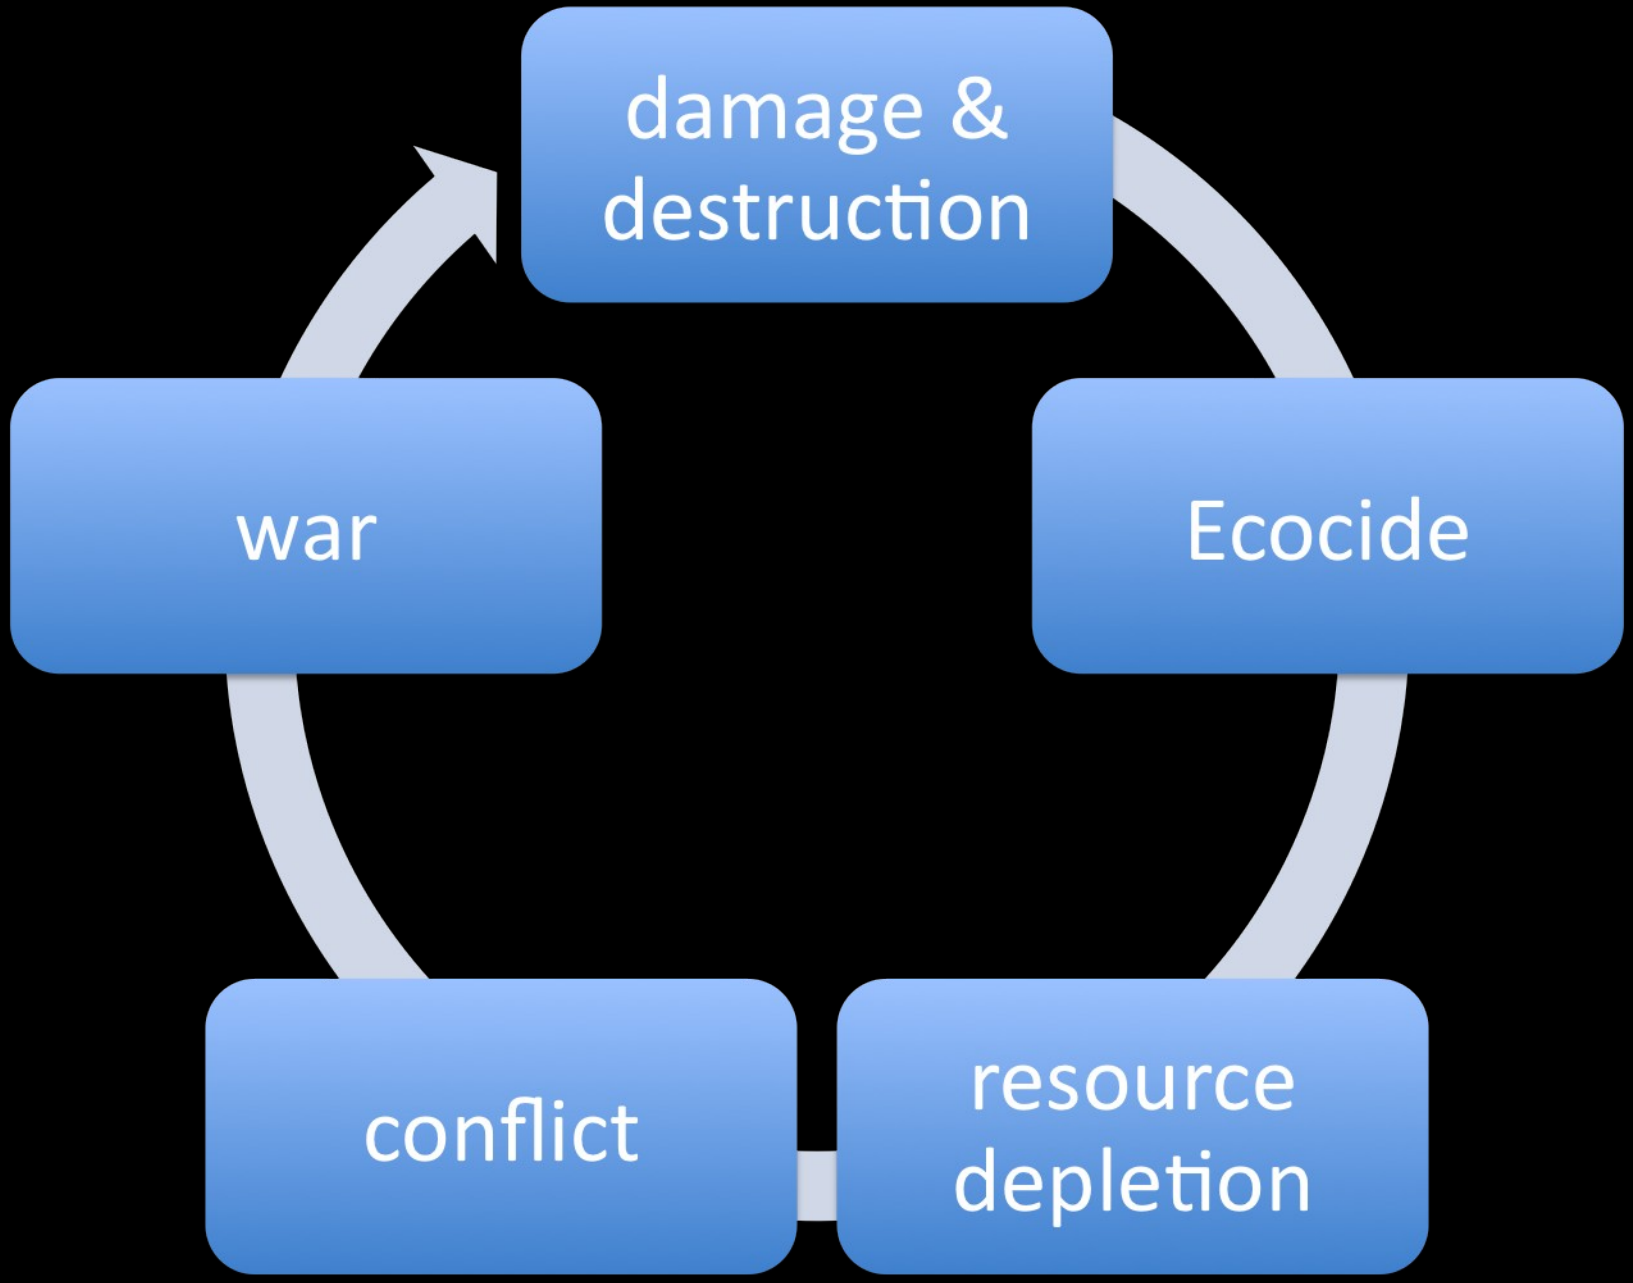 damage &
destruction
Ecocide
resource
depletion
conflict
war